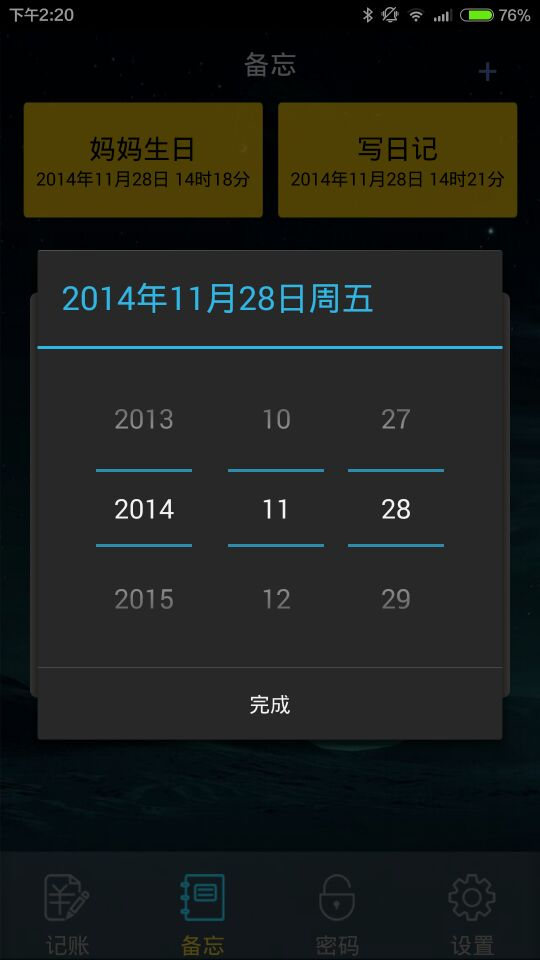 下午2:20 76%
备忘 +
妈妈生日 写日记
2014年11月28日 14时18分 2014年11月28日 14时21分
2014年11月28日周五
2013 10 27
2014 11 28
2015 12 29
完成
记账 备忘 密码 设置